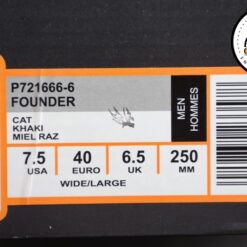 P721666-6
FOUNDER
CAT
KHAKI
MIEL RAZ
MEN
HOMMES
7.5 40 6.5 250
USA EURO UK MM
WIDE/LARGE